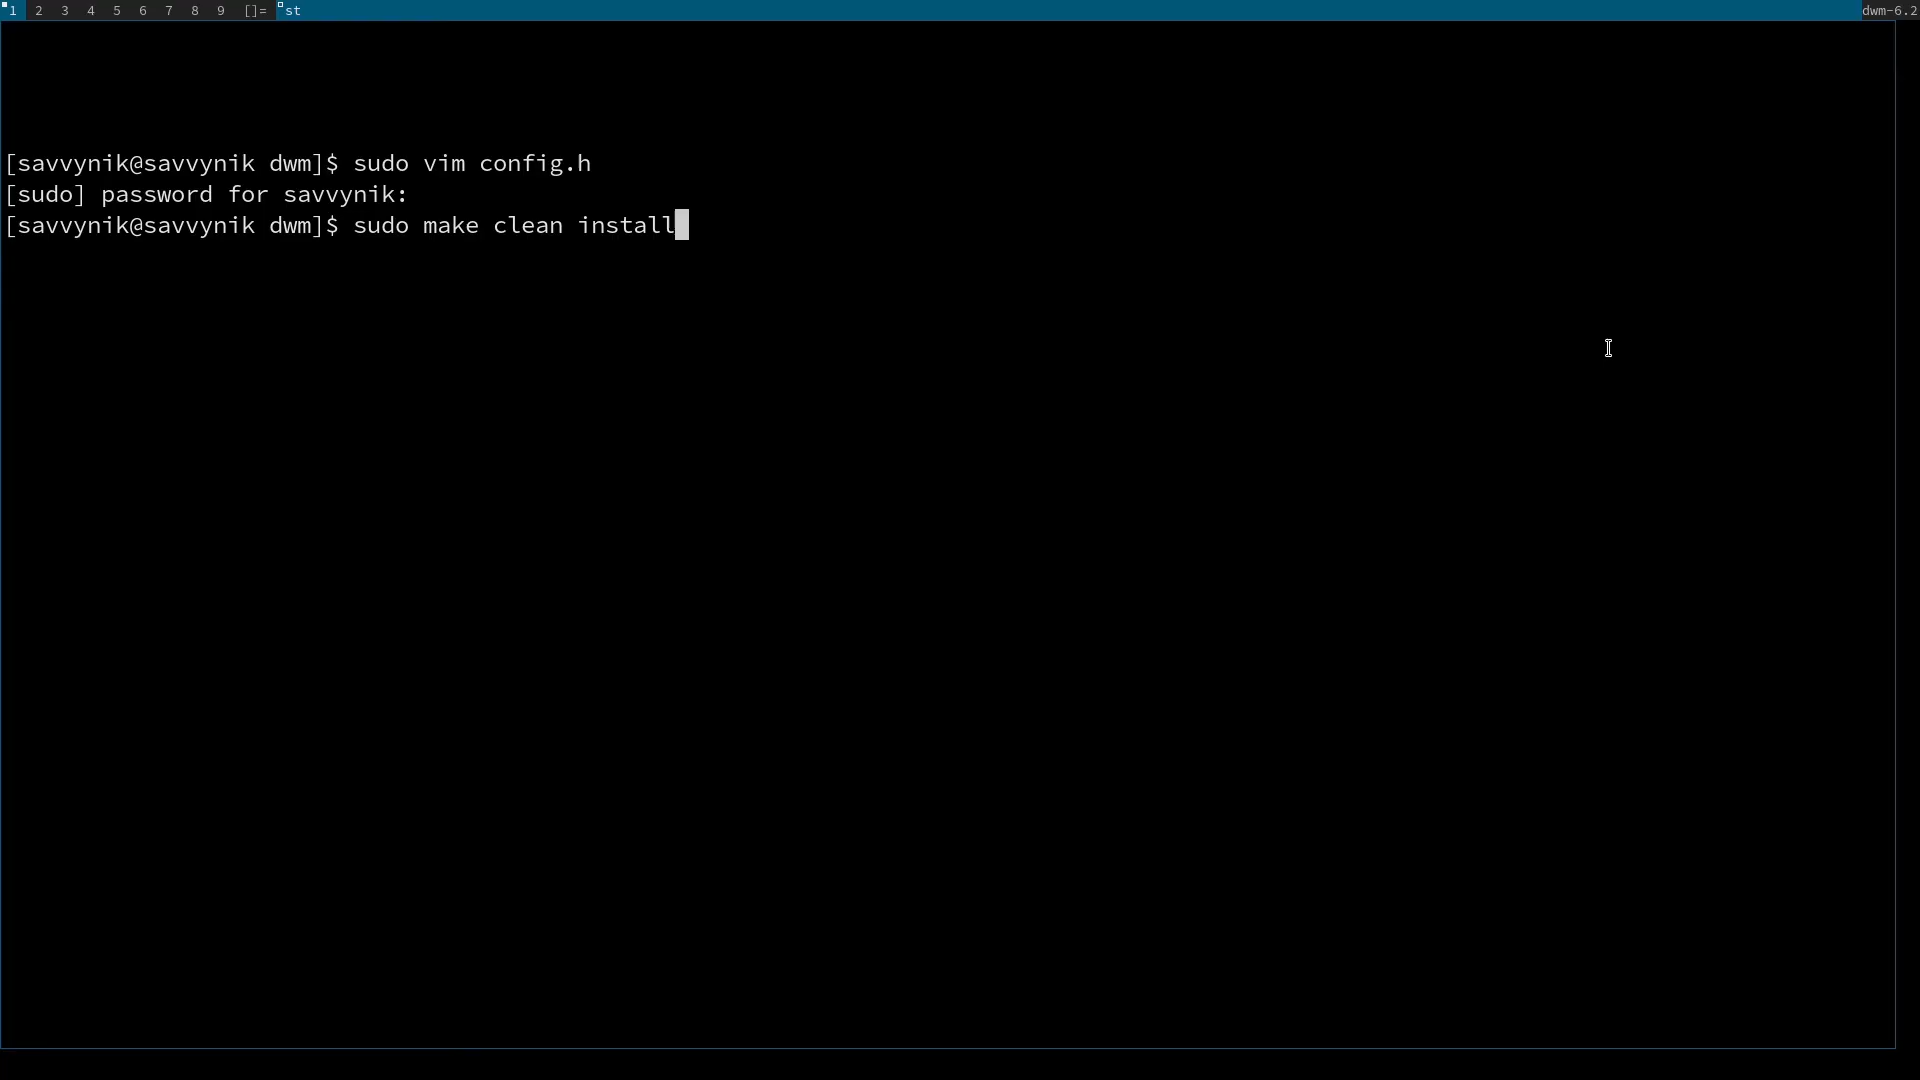 1 2 3 4 5 6 7 8 9 []= st dwm-6.2
[savvynik@savvynik dwm]$ sudo vim config.h
[sudo] password for savvynik:
[savvynik@savvynik dwm]$ sudo make clean install